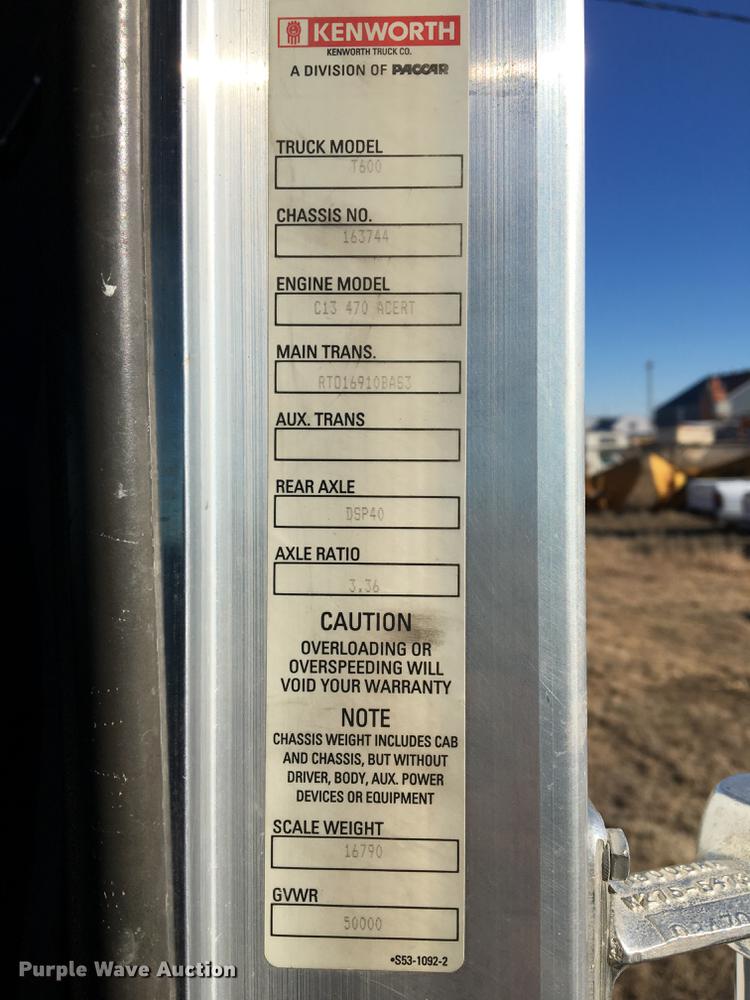 KENWORTH
KENWORTH TRUCK CO.
A DIVISION OF PACCAR
TRUCK MODEL
T600
CHASSIS NO.
163744
ENGINE MODEL
C13 470 ACERT
MAIN TRANS.
RTO16910BAS3
AUX. TRANS
REAR AXLE
DSP40
AXLE RATIO
3.36
CAUTION
OVERLOADING OR
OVERSPEEDING WILL
VOID YOUR WARRANTY
NOTE
CHASSIS WEIGHT INCLUDES CAB
AND CHASSIS, BUT WITHOUT
DRIVER, BODY, AUX. POWER
DEVICES OR EQUIPMENT
SCALE WEIGHT
16790
GVWR
50000
•S53-1092-2
Purple Wave Auction